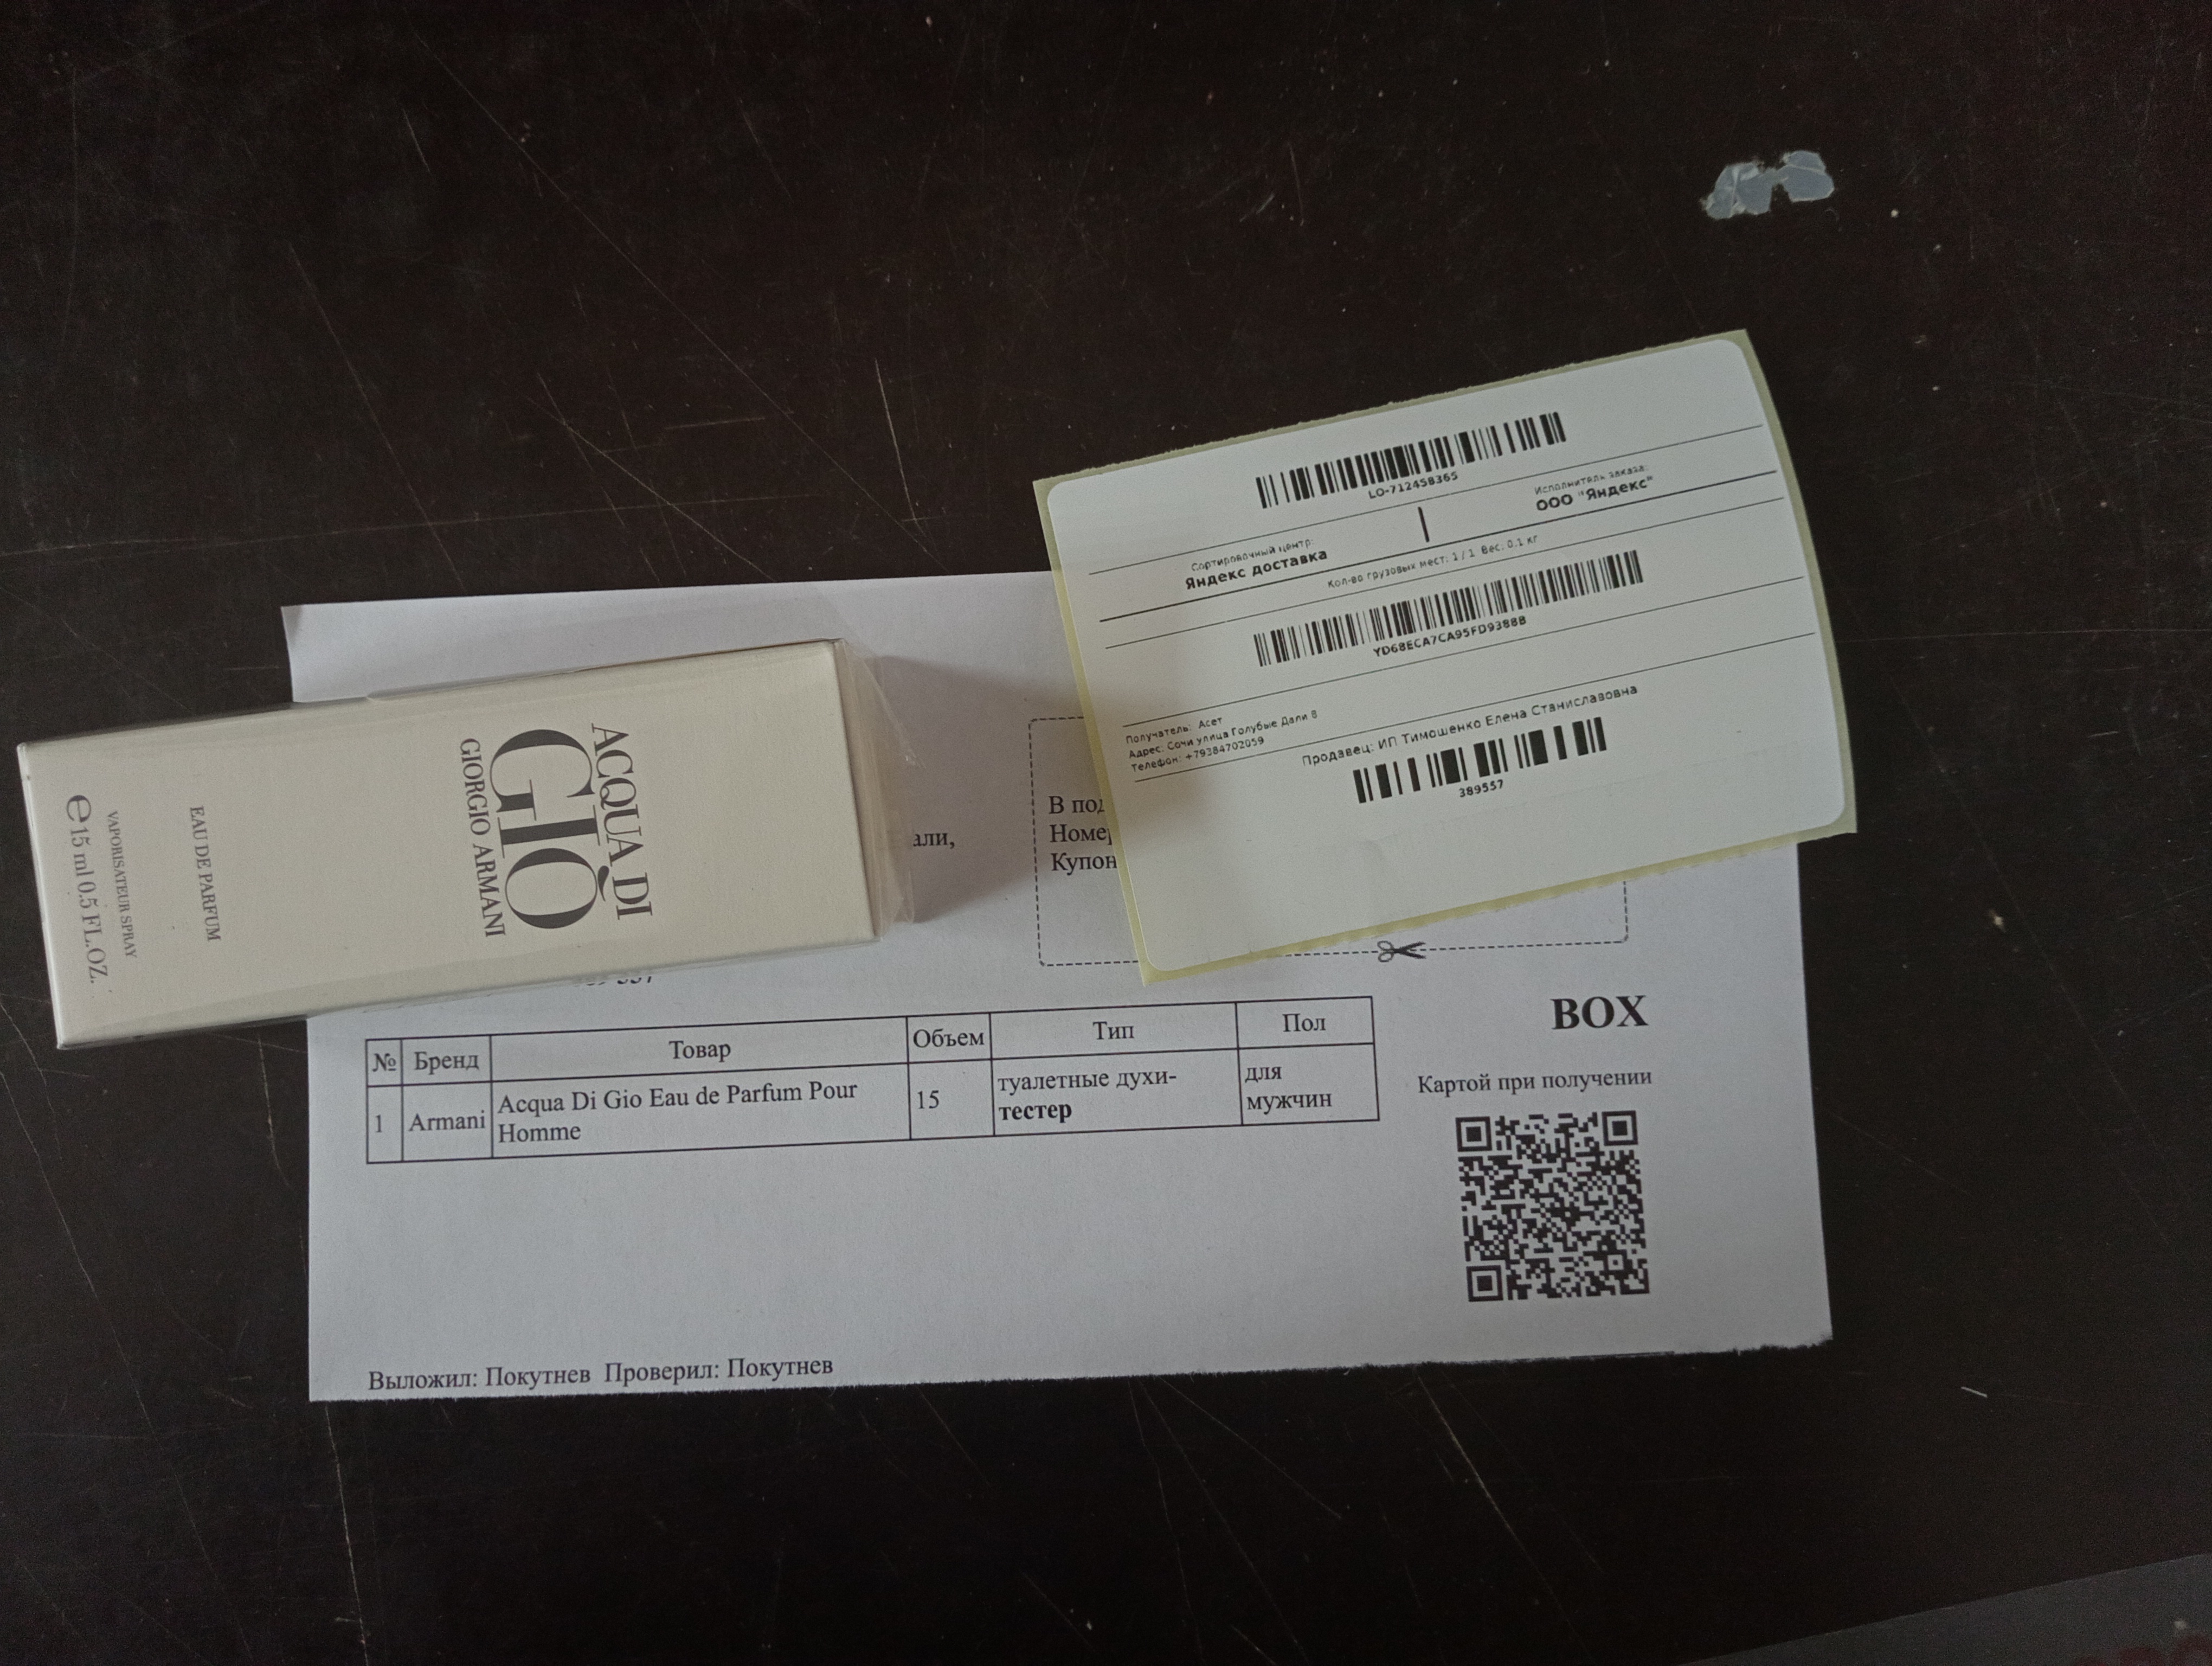 ACQUA DI
GIÒ
GIORGIO ARMANI
EAU DE PARFUM
VAPORISATEUR SPRAY
e 15 ml 0.5 FL.OZ.
LO-712458365
Сортировочный центр:
Яндекс доставка
Исполнитель заказа:
ООО "Яндекс"
Кол-во грузовых мест: 1 / 1 Вес: 0.1 кг
YD68ECA7CA95FD9388B
Получатель: Асет
Адрес: Сочи улица Голубые Дали 8
Телефон: +79384702059
Продавец: ИП Тимошенко Елена Станиславовна
389557
али,
В под
Номер
Купон
BOX
№ Бренд Товар Объем Тип Пол
1 Armani Acqua Di Gio Eau de Parfum Pour Homme 15 туалетные духи-тестер для мужчин
Картой при получении
Выложил: Покутнев Проверил: Покутнев